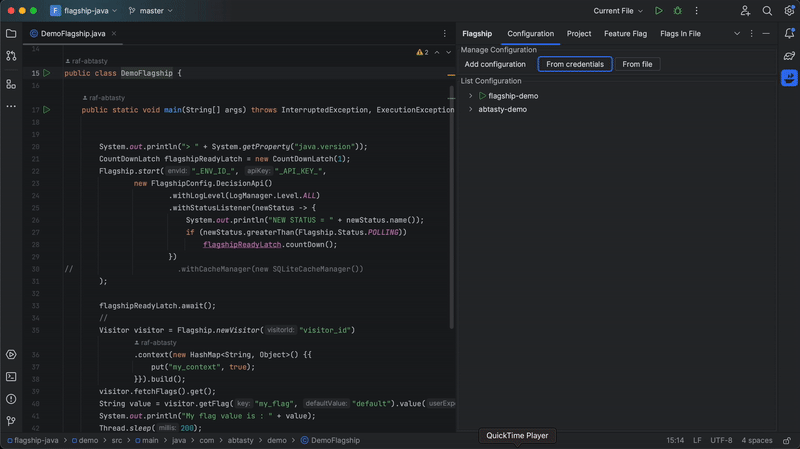 F flagship-java master Current File
DemoFlagship.java
Flagship Configuration Project Feature Flag Flags In File
Manage Configuration
Add configuration From credentials From file
List Configuration
flagship-demo
abtasty-demo
2
14
raf-abtasty
15 public class DemoFlagship {
16
raf-abtasty
17 public static void main(String[] args) throws InterruptedException, ExecutionException
18
19
20 System.out.println("> " + System.getProperty("java.version"));
21 CountDownLatch flagshipReadyLatch = new CountDownLatch(1);
22 Flagship.start( envId: "_ENV_ID_", apiKey: "_API_KEY_",
23 new FlagshipConfig.DecisionApi()
24 .withLogLevel(LogManager.Level.ALL)
25 .withStatusListener(newStatus -> {
26 System.out.println("NEW STATUS = " + newStatus.name());
27 if (newStatus.greaterThan(Flagship.Status.POLLING))
28 flagshipReadyLatch.countDown();
29 })
30 // .withCacheManager(new SQLiteCacheManager())
31 );
32
33 flagshipReadyLatch.await();
34 //
35 Visitor visitor = Flagship.newVisitor( visitorId: "visitor_id")
raf-abtasty
36 .context(new HashMap<String, Object>() {{
37 put("my_context", true);
38 }}).build();
39 visitor.fetchFlags().get();
40 String value = visitor.getFlag( key: "my_flag", defaultValue: "default").value( userExp
41 System.out.println("My flag value is : " + value);
42 Thread.sleep( millis: 200);
QuickTime Player
flagship-java demo src main java com abtasty demo DemoFlagship 15:14 LF UTF-8 4 spaces